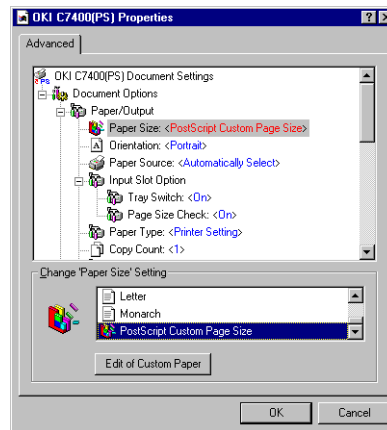 OKI C7400(PS) Properties
Advanced
OKI C7400(PS) Document Settings
Document Options
Paper/Output
Paper Size: <PostScript Custom Page Size>
Orientation: <Portrait>
Paper Source: <Automatically Select>
Input Slot Option
Tray Switch: <On>
Page Size Check: <On>
Paper Type: <Printer Setting>
Copy Count: <1>
Change 'Paper Size' Setting
Letter
Monarch
PostScript Custom Page Size
Edit of Custom Paper
OK
Cancel